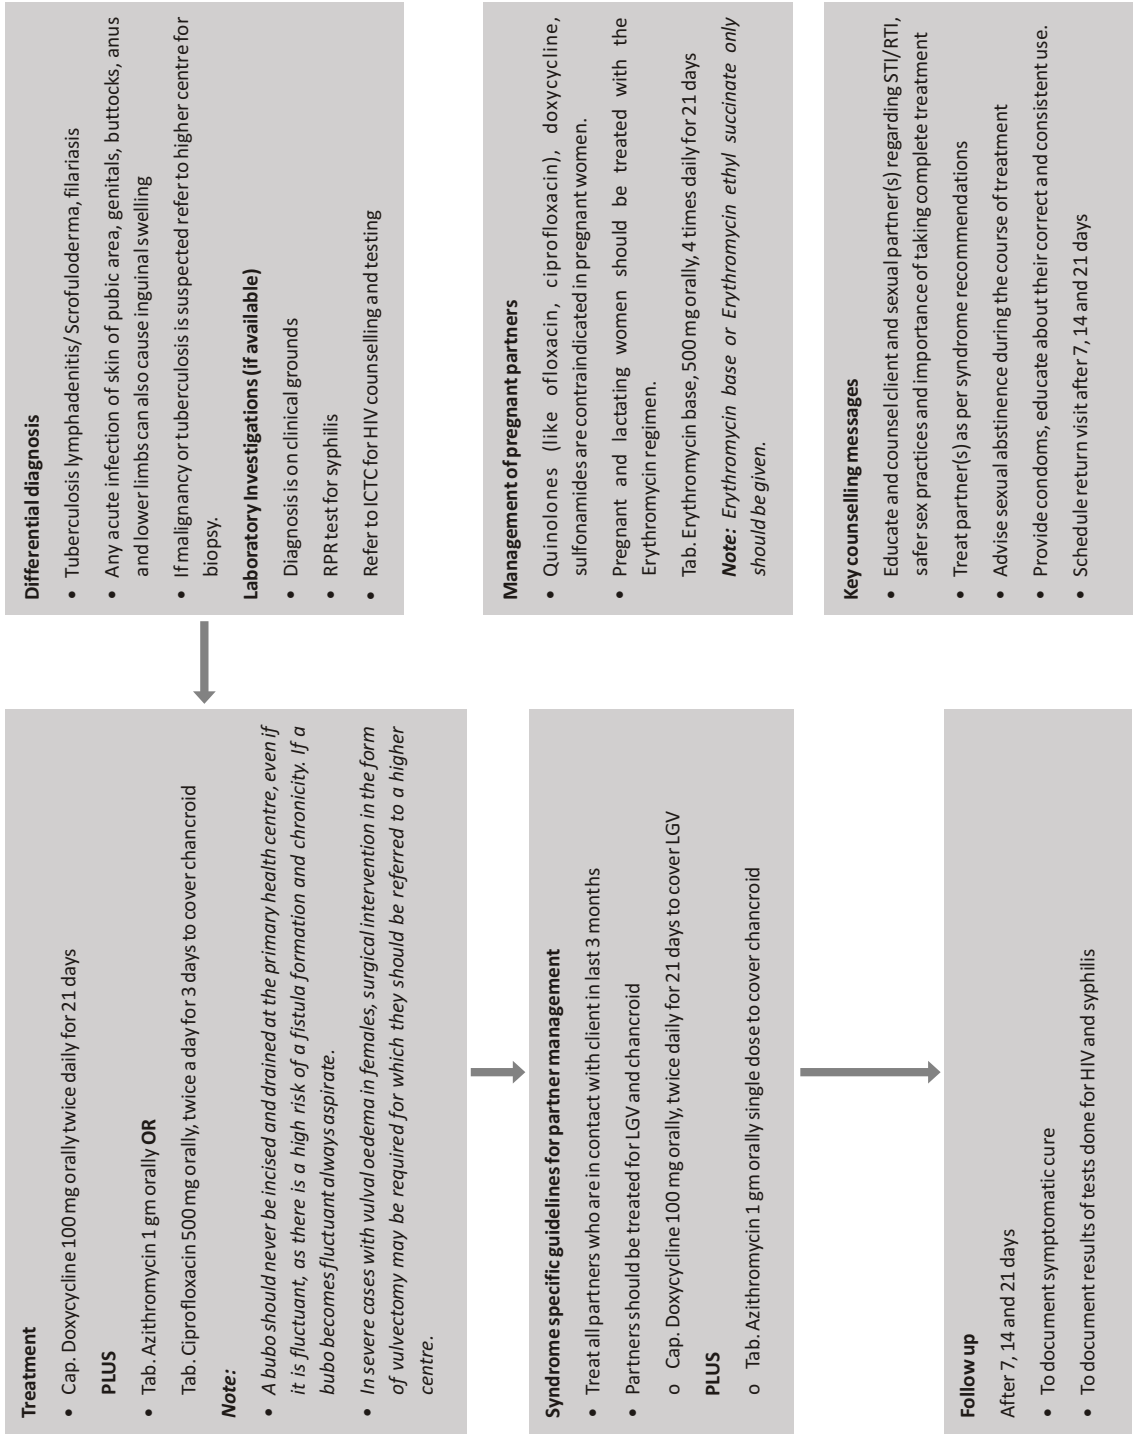 Treatment
• Cap. Doxycycline 100 mg orally twice daily for 21 days
PLUS
• Tab. Azithromycin 1 gm orally OR
Tab. Ciprofloxacin 500 mg orally, twice a day for 3 days to cover chancroid
Note:
• A bubo should never be incised and drained at the primary health centre, even if
it is fluctuant, as there is a high risk of a fistula formation and chronicity. If a
bubo becomes fluctuant always aspirate.
• In severe cases with vulval oedema in females, surgical intervention in the form
of vulvectomy may be required for which they should be referred to a higher
centre.
Differential diagnosis
• Tuberculosis lymphadenitis/ Scrofuloderma, filariasis
• Any acute infection of skin of pubic area, genitals, buttocks, anus
and lower limbs can also cause inguinal swelling
• If malignancy or tuberculosis is suspected refer to higher centre for
biopsy.
Laboratory Investigations (if available)
• Diagnosis is on clinical grounds
• RPR test for syphilis
• Refer to ICTC for HIV counselling and testing
Syndrome specific guidelines for partner management
• Treat all partners who are in contact with client in last 3 months
• Partners should be treated for LGV and chancroid
o Cap. Doxycycline 100 mg orally, twice daily for 21 days to cover LGV
PLUS
o Tab. Azithromycin 1 gm orally single dose to cover chancroid
Management of pregnant partners
• Quinolones (like ofloxacin, ciprofloxacin), doxycycline,
sulfonamides are contraindicated in pregnant women.
• Pregnant and lactating women should be treated with the
Erythromycin regimen.
Tab. Erythromycin base, 500 mg orally, 4 times daily for 21 days
Note: Erythromycin base or Erythromycin ethyl succinate only
should be given.
Follow up
After 7, 14 and 21 days
• To document symptomatic cure
• To document results of tests done for HIV and syphilis
Key counselling messages
• Educate and counsel client and sexual partner(s) regarding STI/RTI,
safer sex practices and importance of taking complete treatment
• Treat partner(s) as per syndrome recommendations
• Advise sexual abstinence during the course of treatment
• Provide condoms, educate about their correct and consistent use.
• Schedule return visit after 7, 14 and 21 days